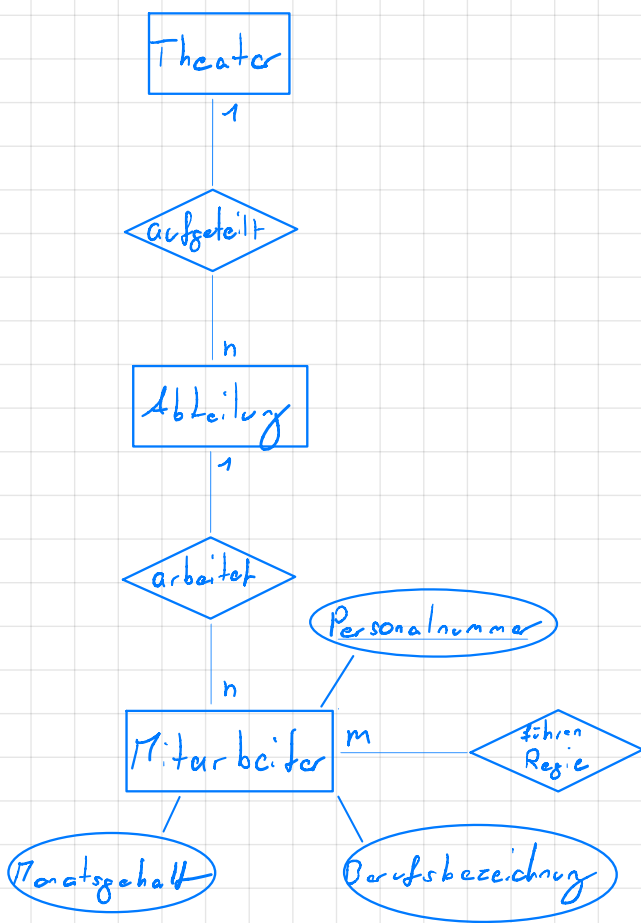 Theater
1
aufgeteilt
n
Abteilung
1
arbeitet
Personalnummer
n
Mitarbeiter
m
führen
Regie
Monatsgehalt
Berufsbezeichnung